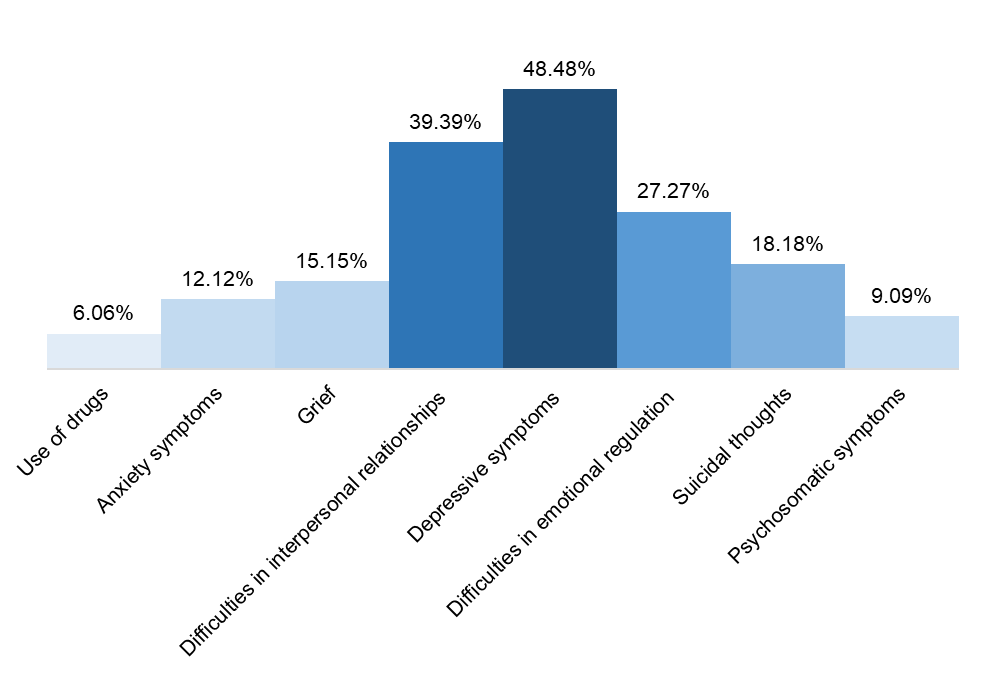 48.48%
39.39%
27.27%
18.18%
15.15%
12.12%
9.09%
6.06%
Use of drugs
Anxiety symptoms
Grief
Difficulties in interpersonal relationships
Depressive symptoms
Difficulties in emotional regulation
Suicidal thoughts
Psychosomatic symptoms